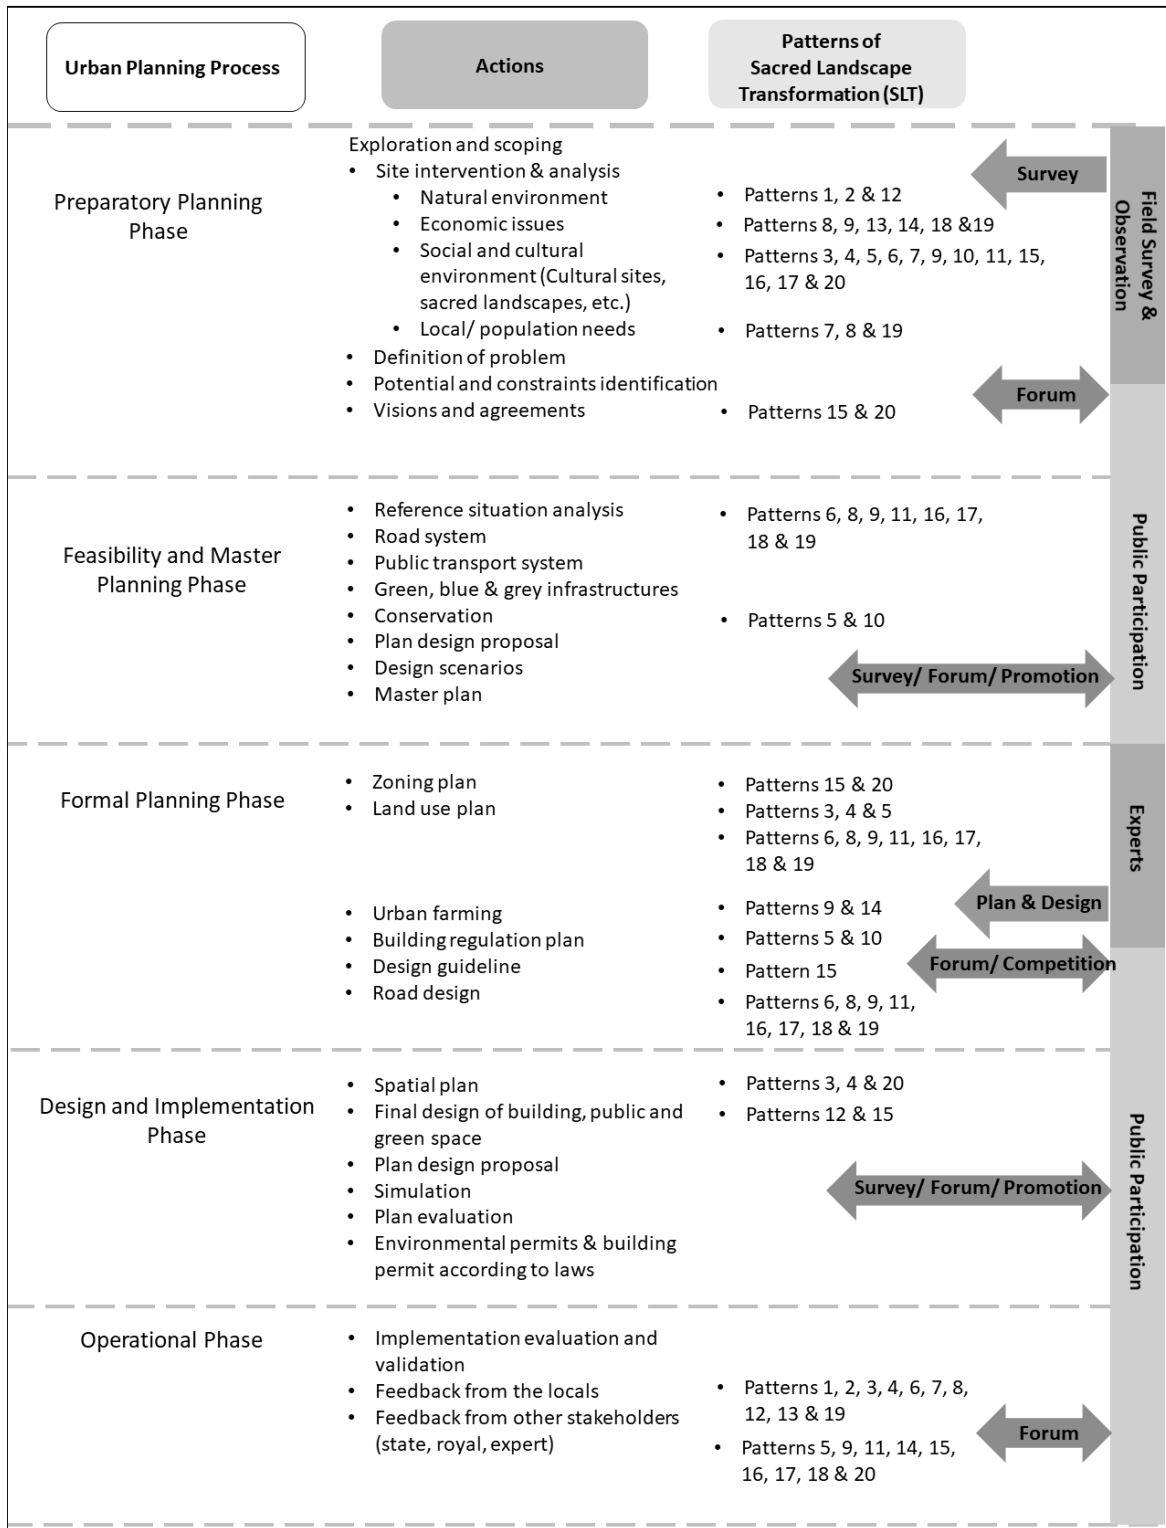 Urban Planning Process
Actions
Patterns of
Sacred Landscape
Transformation (SLT)
Preparatory Planning
Phase
Exploration and scoping
• Site intervention & analysis
• Natural environment
• Economic issues
• Social and cultural
environment (Cultural sites,
sacred landscapes, etc.)
• Local/ population needs
• Definition of problem
• Potential and constraints identification
• Visions and agreements
• Patterns 1, 2 & 12
• Patterns 8, 9, 13, 14, 18 &19
• Patterns 3, 4, 5, 6, 7, 9, 10, 11, 15,
16, 17 & 20
• Patterns 7, 8 & 19
• Patterns 15 & 20
Survey
Forum
Field Survey &
Observation
Feasibility and Master
Planning Phase
• Reference situation analysis
• Road system
• Public transport system
• Green, blue & grey infrastructures
• Conservation
• Plan design proposal
• Design scenarios
• Master plan
• Patterns 6, 8, 9, 11, 16, 17,
18 & 19
• Patterns 5 & 10
Survey/ Forum/ Promotion
Public Participation
Formal Planning Phase
• Zoning plan
• Land use plan
• Urban farming
• Building regulation plan
• Design guideline
• Road design
• Patterns 15 & 20
• Patterns 3, 4 & 5
• Patterns 6, 8, 9, 11, 16, 17,
18 & 19
• Patterns 9 & 14
• Patterns 5 & 10
• Pattern 15
• Patterns 6, 8, 9, 11,
16, 17, 18 & 19
Plan & Design
Forum/ Competition
Experts
Design and Implementation
Phase
• Spatial plan
• Final design of building, public and
green space
• Plan design proposal
• Simulation
• Plan evaluation
• Environmental permits & building
permit according to laws
• Patterns 3, 4 & 20
• Patterns 12 & 15
Survey/ Forum/ Promotion
Public Participation
Operational Phase
• Implementation evaluation and
validation
• Feedback from the locals
• Feedback from other stakeholders
(state, royal, expert)
• Patterns 1, 2, 3, 4, 6, 7, 8,
12, 13 & 19
• Patterns 5, 9, 11, 14, 15,
16, 17, 18 & 20
Forum